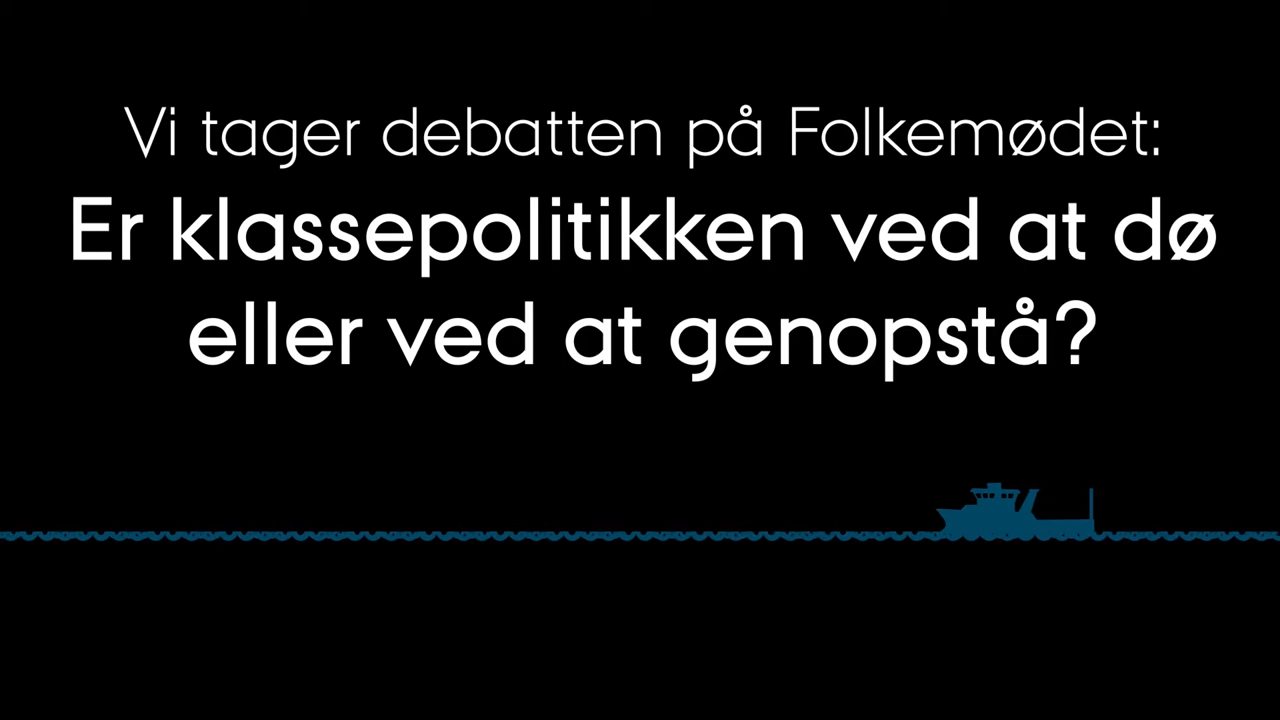 Vi tager debatten på Folkemødet:
Er klassepolitikken ved at dø
eller ved at genopstå?